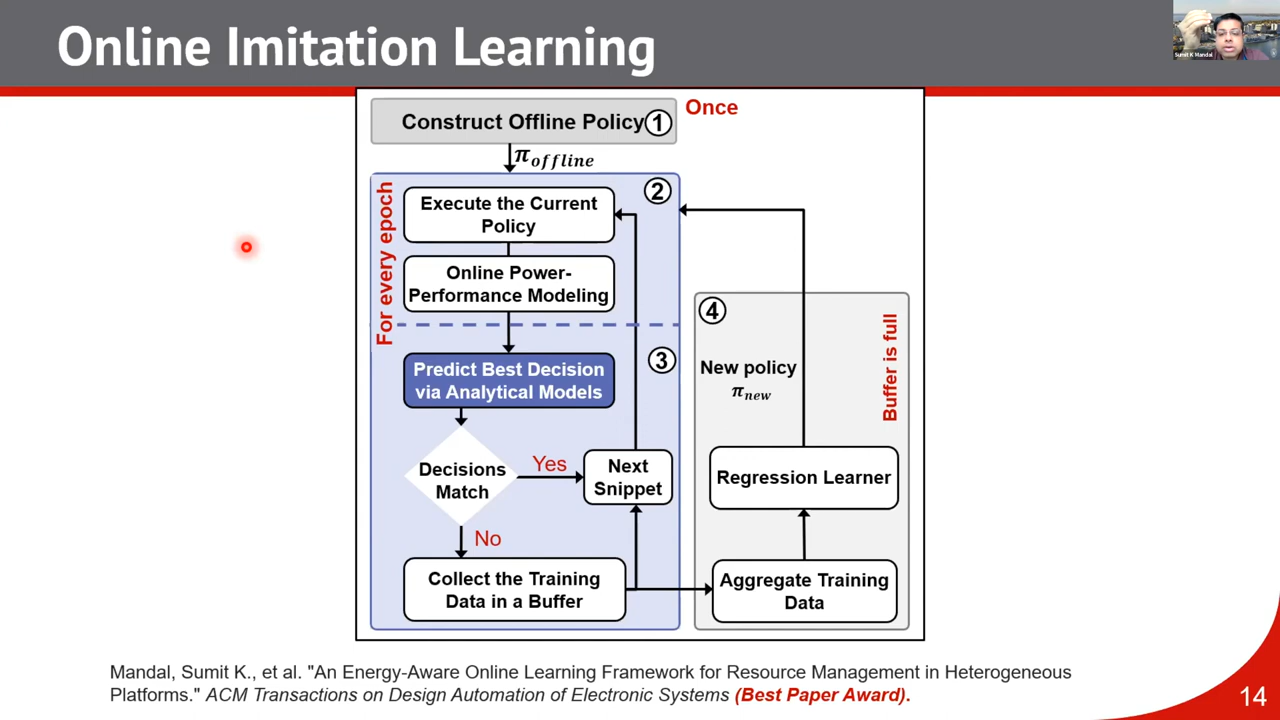 Online Imitation Learning
Sumit K Mandal
Construct Offline Policy ①
Once
π offline
For every epoch
②
Execute the Current
Policy
Online Power-
Performance Modeling
③
Predict Best Decision
via Analytical Models
Decisions
Match
Yes
Next
Snippet
No
Collect the Training
Data in a Buffer
④
Buffer is full
New policy
π new
Regression Learner
Aggregate Training
Data
Mandal, Sumit K., et al. "An Energy-Aware Online Learning Framework for Resource Management in Heterogeneous
Platforms." ACM Transactions on Design Automation of Electronic Systems (Best Paper Award).
14